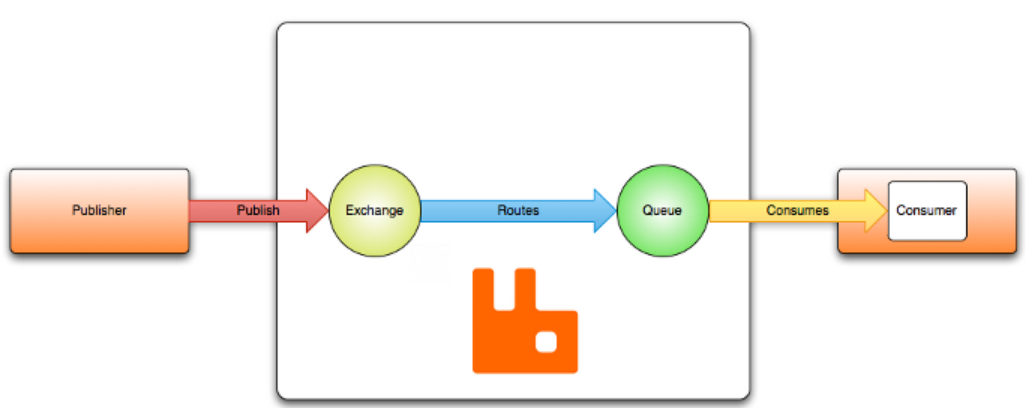 Publisher
Publish
Exchange
Routes
Queue
Consumes
Consumer